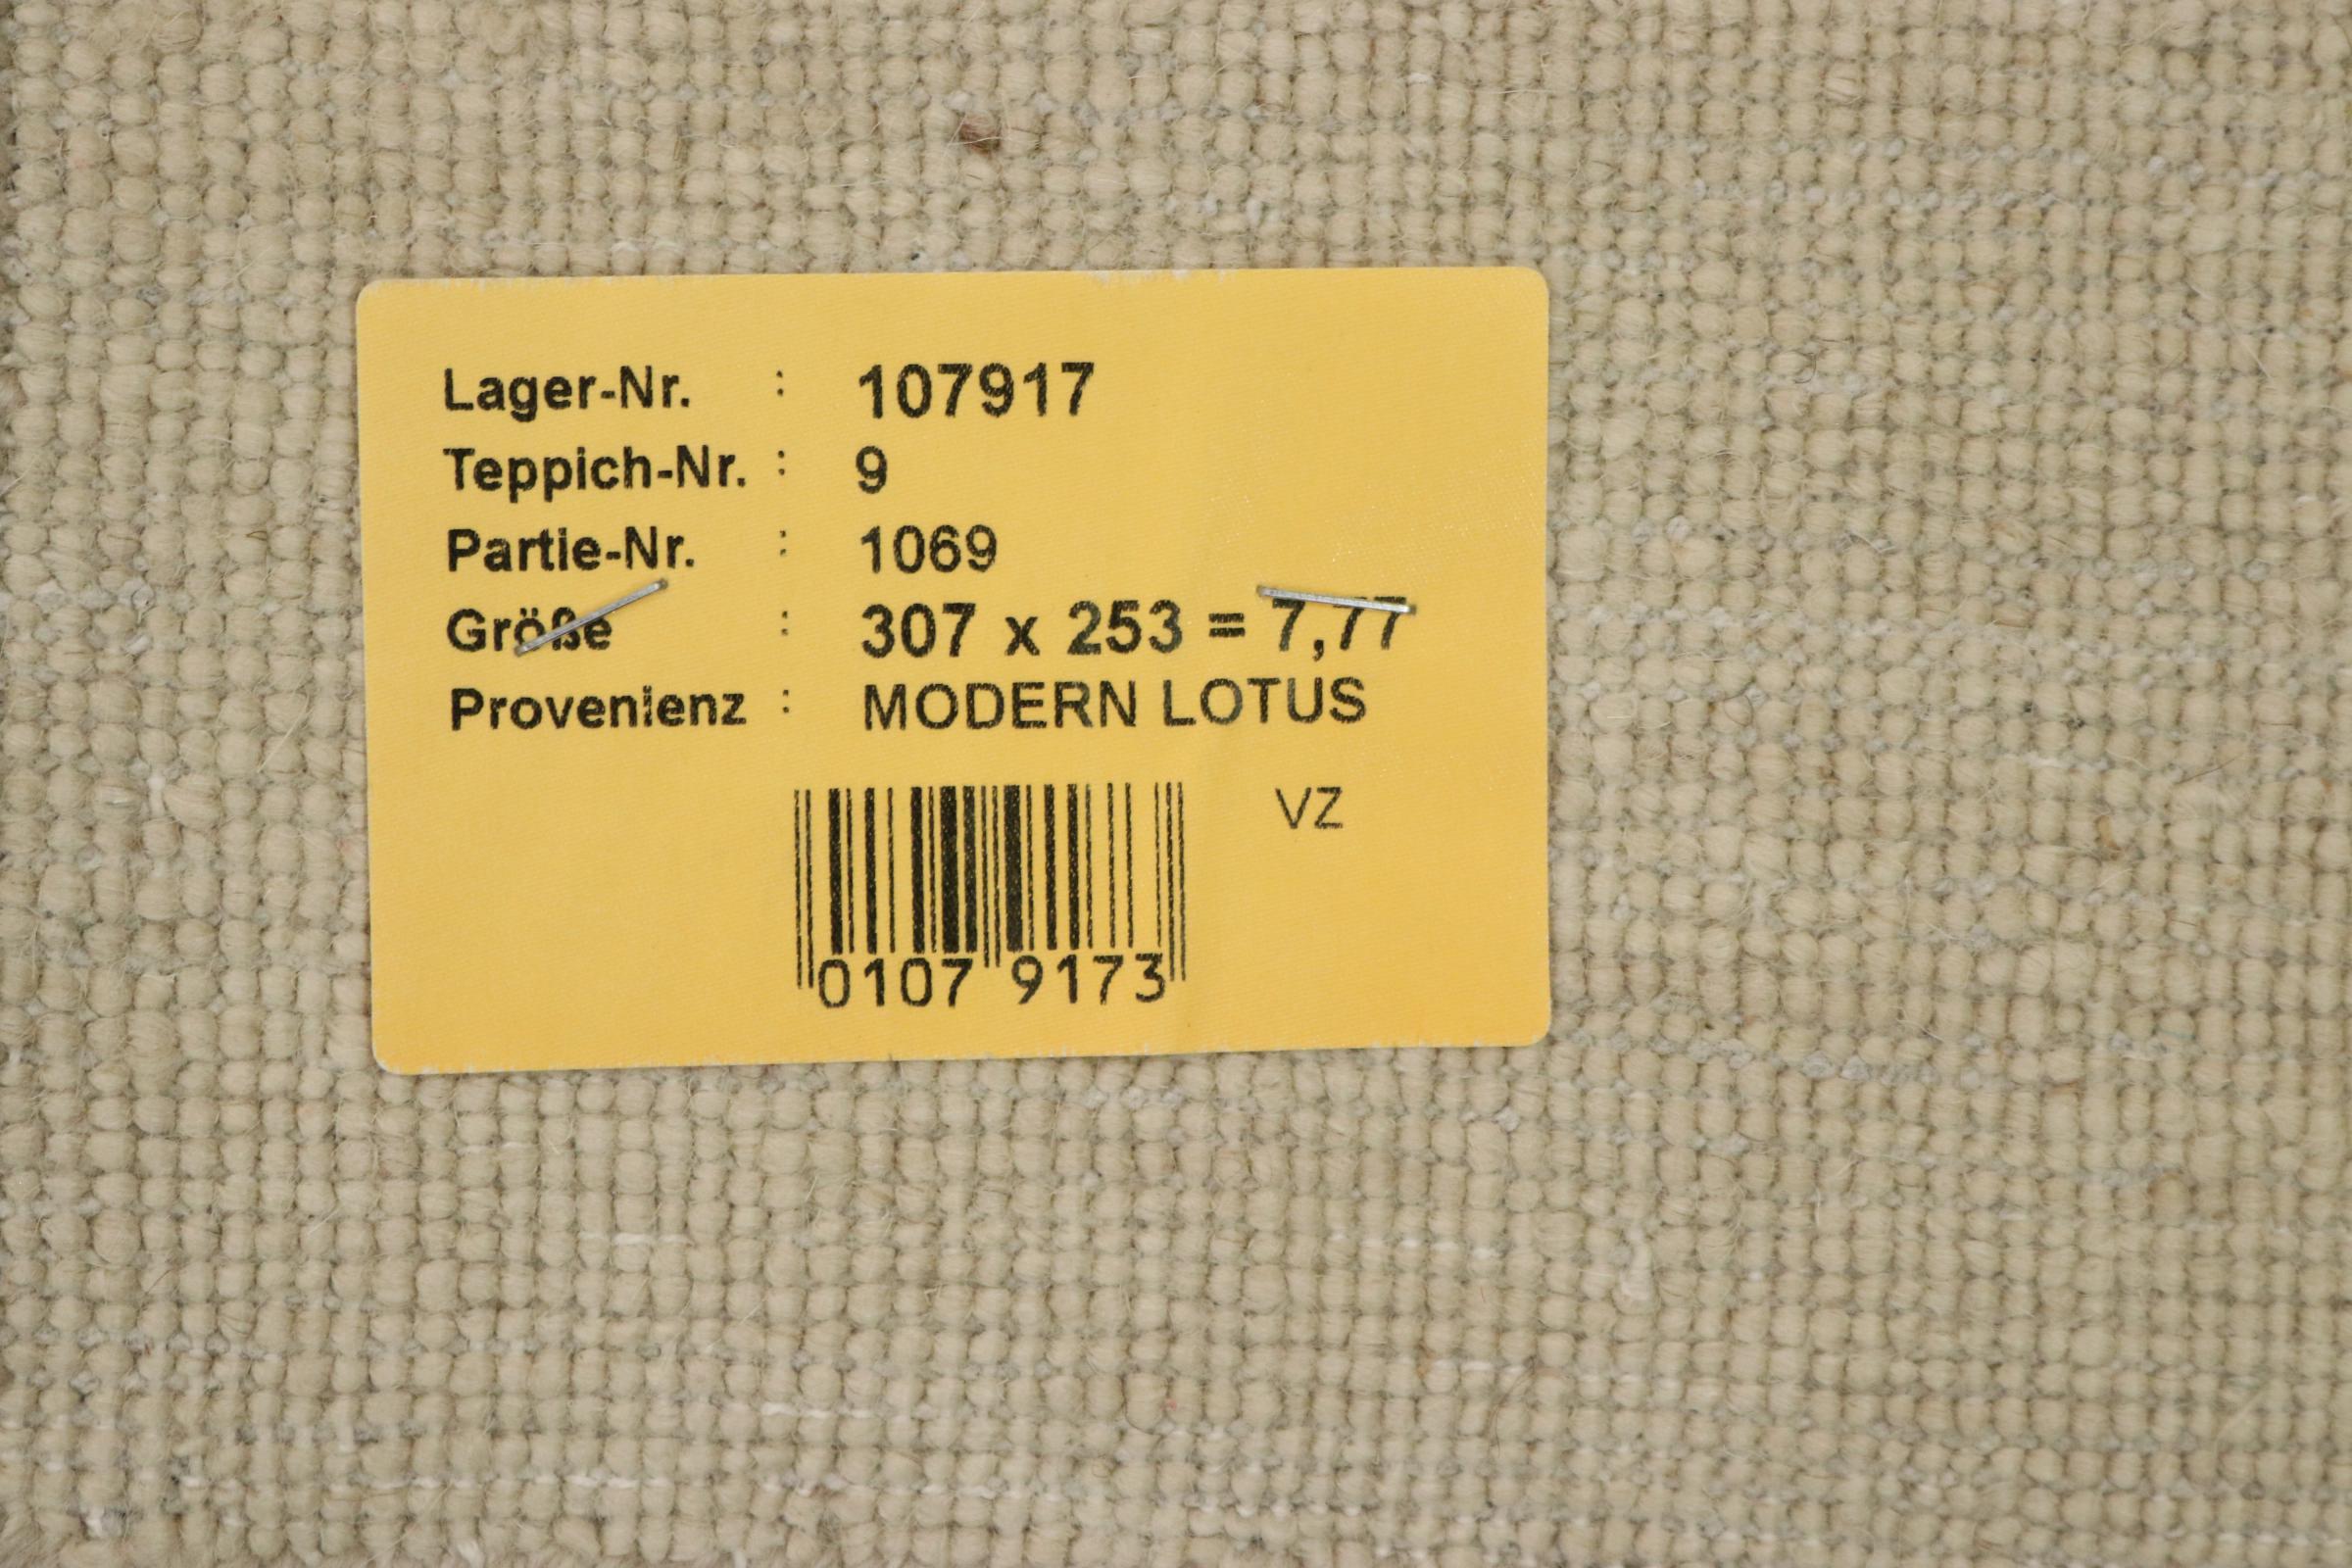 Lager-Nr. : 107917
Teppich-Nr. : 9
Partie-Nr. : 1069
Größe : 307 x 253 = 7,77
Provenienz : MODERN LOTUS
VZ
0107 9173